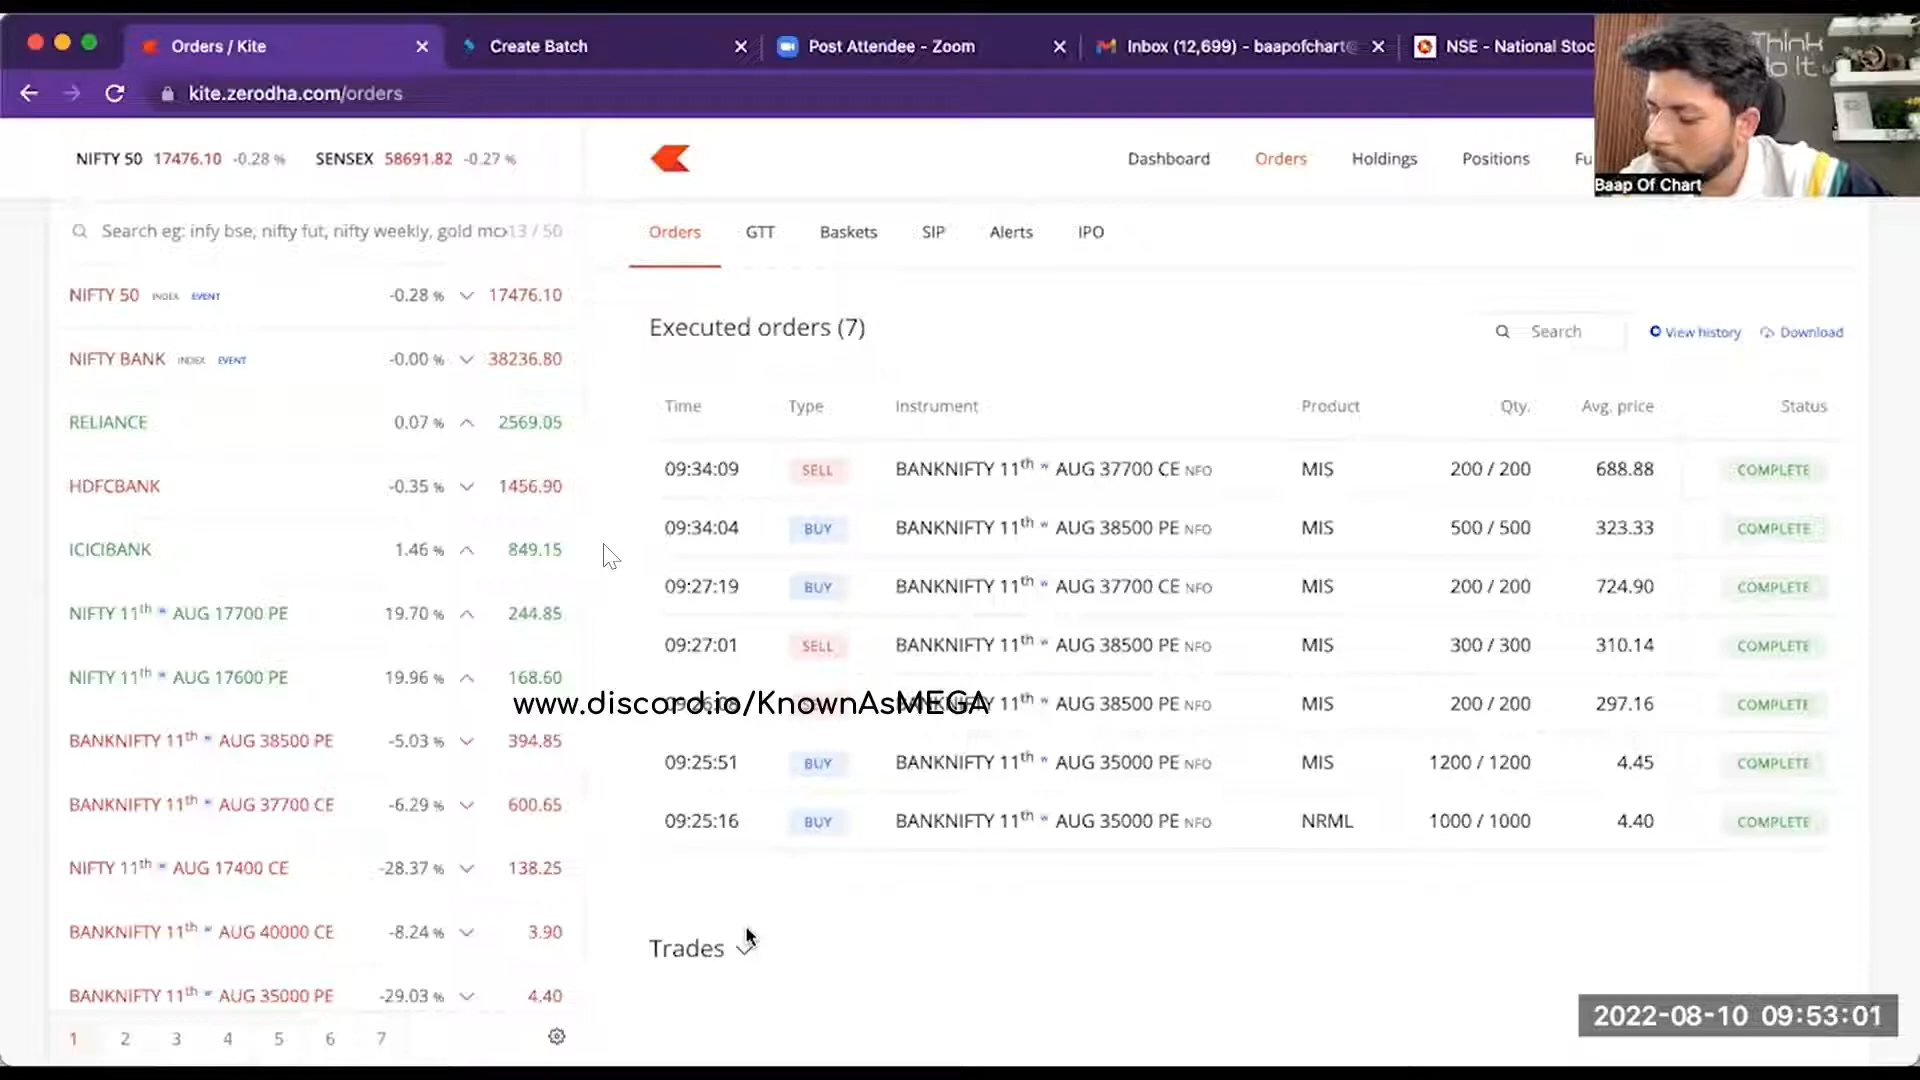 Orders / Kite
Create Batch
Post Attendee - Zoom
Inbox (12,699) - baapofchart@
NSE - National Stoc
kite.zerodha.com/orders
Think
Baap Of Chart
NIFTY 50 17476.10 -0.28 % SENSEX 58691.82 -0.27 %
Dashboard Orders Holdings Positions Fu
Search eg: infy bse, nifty fut, nifty weekly, gold mcx 13 / 50
Orders GTT Baskets SIP Alerts IPO
NIFTY 50 INDEX EVENT -0.28 % 17476.10
NIFTY BANK INDEX EVENT -0.00 % 38236.80
RELIANCE 0.07 % 2569.05
HDFCBANK -0.35 % 1456.90
ICICIBANK 1.46 % 849.15
NIFTY 11th w AUG 17700 PE 19.70 % 244.85
NIFTY 11th w AUG 17600 PE 19.96 % 168.60
BANKNIFTY 11th w AUG 38500 PE -5.03 % 394.85
BANKNIFTY 11th w AUG 37700 CE -6.29 % 600.65
NIFTY 11th w AUG 17400 CE -28.37 % 138.25
BANKNIFTY 11th w AUG 40000 CE -8.24 % 3.90
BANKNIFTY 11th w AUG 35000 PE -29.03 % 4.40
1 2 3 4 5 6 7
Executed orders (7)
Search View history Download
Time Type Instrument Product Qty. Avg. price Status
09:34:09 SELL BANKNIFTY 11th w AUG 37700 CE NFO MIS 200 / 200 688.88 COMPLETE
09:34:04 BUY BANKNIFTY 11th w AUG 38500 PE NFO MIS 500 / 500 323.33 COMPLETE
09:27:19 BUY BANKNIFTY 11th w AUG 37700 CE NFO MIS 200 / 200 724.90 COMPLETE
09:27:01 SELL BANKNIFTY 11th w AUG 38500 PE NFO MIS 300 / 300 310.14 COMPLETE
www.discord.io/KnownAsMEGA
11th w AUG 38500 PE NFO MIS 200 / 200 297.16 COMPLETE
09:25:51 BUY BANKNIFTY 11th w AUG 35000 PE NFO MIS 1200 / 1200 4.45 COMPLETE
09:25:16 BUY BANKNIFTY 11th w AUG 35000 PE NFO NRML 1000 / 1000 4.40 COMPLETE
Trades
2022-08-10 09:53:01